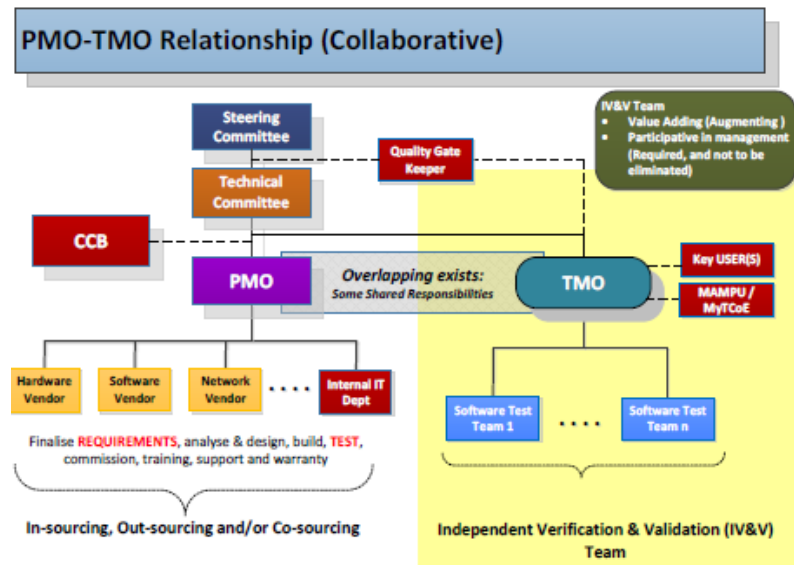 PMO-TMO Relationship (Collaborative)
IV&V Team
• Value Adding (Augmenting )
• Participative in management
(Required, and not to be
eliminated)
Steering
Committee
Quality Gate
Keeper
Technical
Committee
CCB
PMO
Overlapping exists:
Some Shared Responsibilities
TMO
Key USER(S)
MAMPU /
MyTCoE
Hardware
Vendor
Software
Vendor
Network
Vendor
• • • •
Internal IT
Dept
Software Test
Team 1
• • • •
Software Test
Team n
Finalise REQUIREMENTS, analyse & design, build, TEST,
commission, training, support and warranty
In-sourcing, Out-sourcing and/or Co-sourcing
Independent Verification & Validation (IV&V)
Team